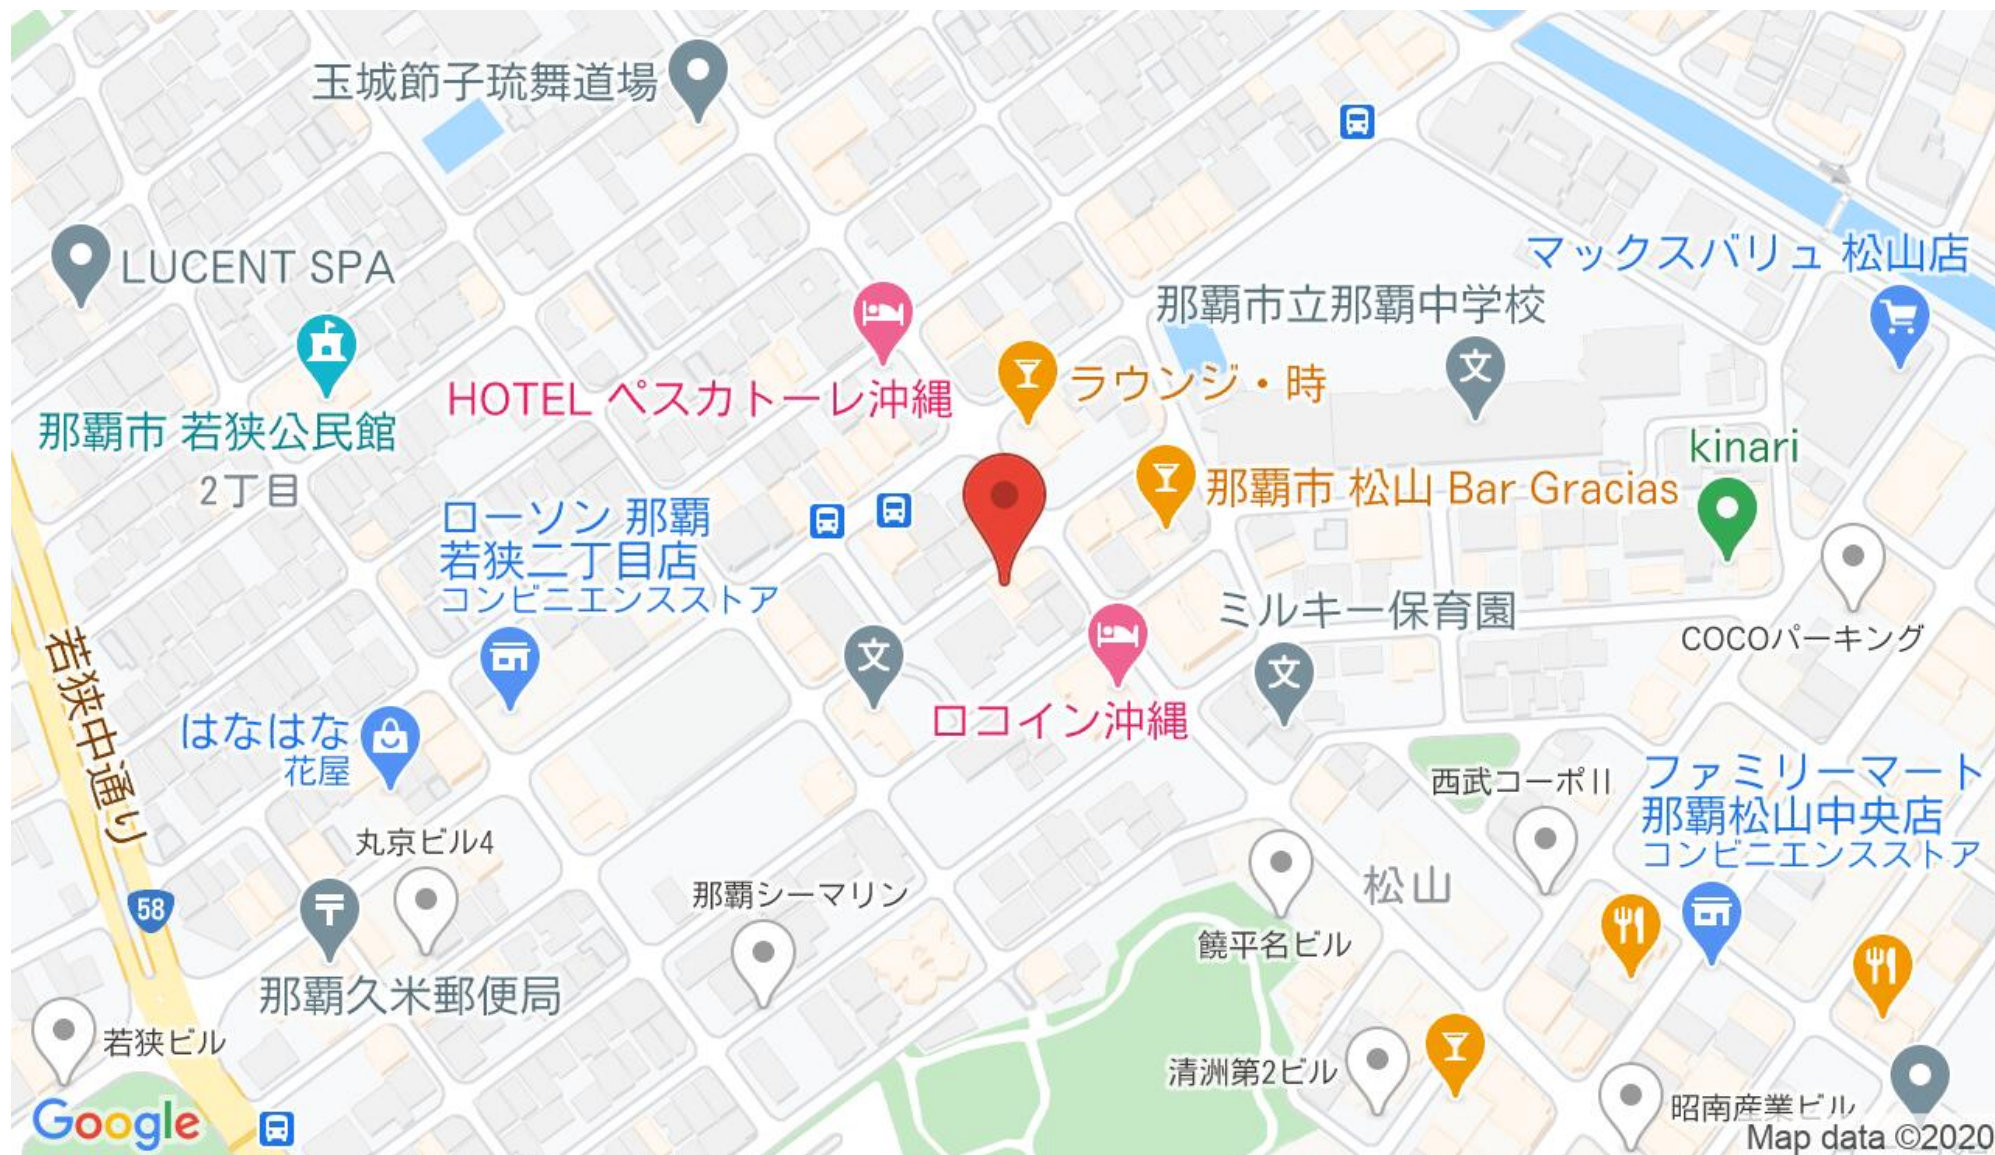 玉城節子琉舞道場
LUCENT SPA
マックスバリュ 松山店
那覇市立那覇中学校
HOTEL ペスカトーレ沖縄
ラウンジ・時
那覇市 若狭公民館
2丁目
kinari
那覇市 松山 Bar Gracias
ローソン 那覇
若狭二丁目店
コンビニエンスストア
ミルキー保育園
COCOパーキング
若狭中通り
ロコイン沖縄
はなはな
花屋
西武コーポII
ファミリーマート
那覇松山中央店
コンビニエンスストア
丸京ビル4
那覇シーマリン
松山
58
饒平名ビル
那覇久米郵便局
若狭ビル
清洲第2ビル
昭南産業ビル
Google
Map data ©2020